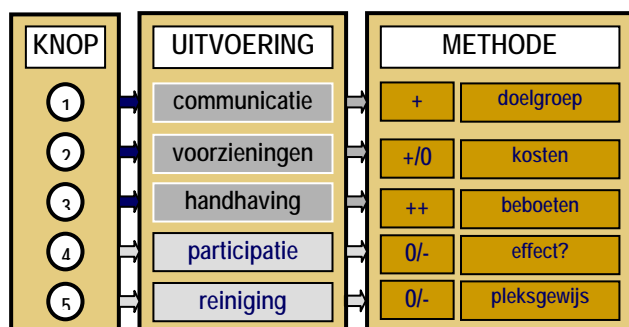 KNOP UITVOERING METHODE
1 communicatie + doelgroep
2 voorzieningen +/0 kosten
3 handhaving ++ beboeten
4 participatie 0/- effect?
5 reiniging 0/- pleksgewijs